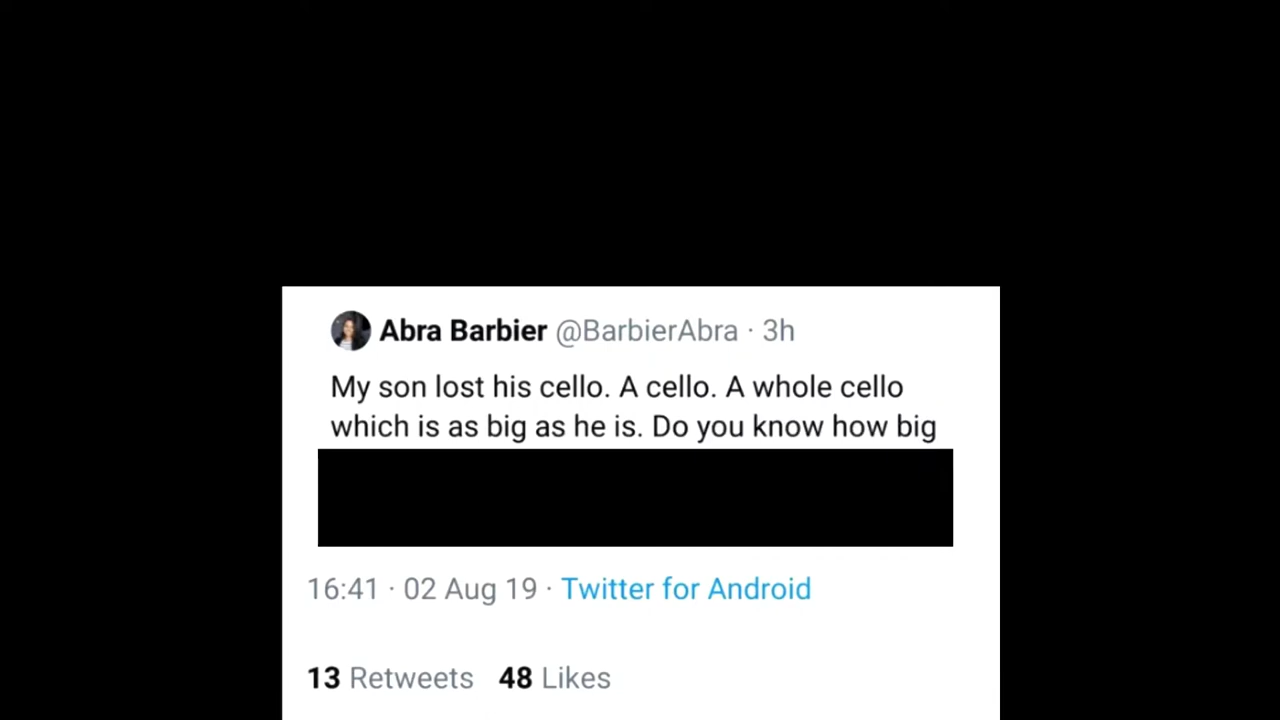 Abra Barbier @BarbierAbra · 3h
My son lost his cello. A cello. A whole cello
which is as big as he is. Do you know how big
16:41 · 02 Aug 19 · Twitter for Android
13 Retweets 48 Likes